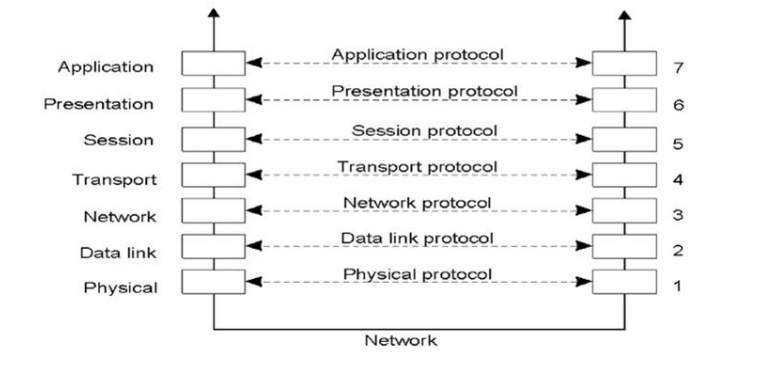 Application Application protocol 7
Presentation Presentation protocol 6
Session Session protocol 5
Transport Transport protocol 4
Network Network protocol 3
Data link Data link protocol 2
Physical Physical protocol 1
Network